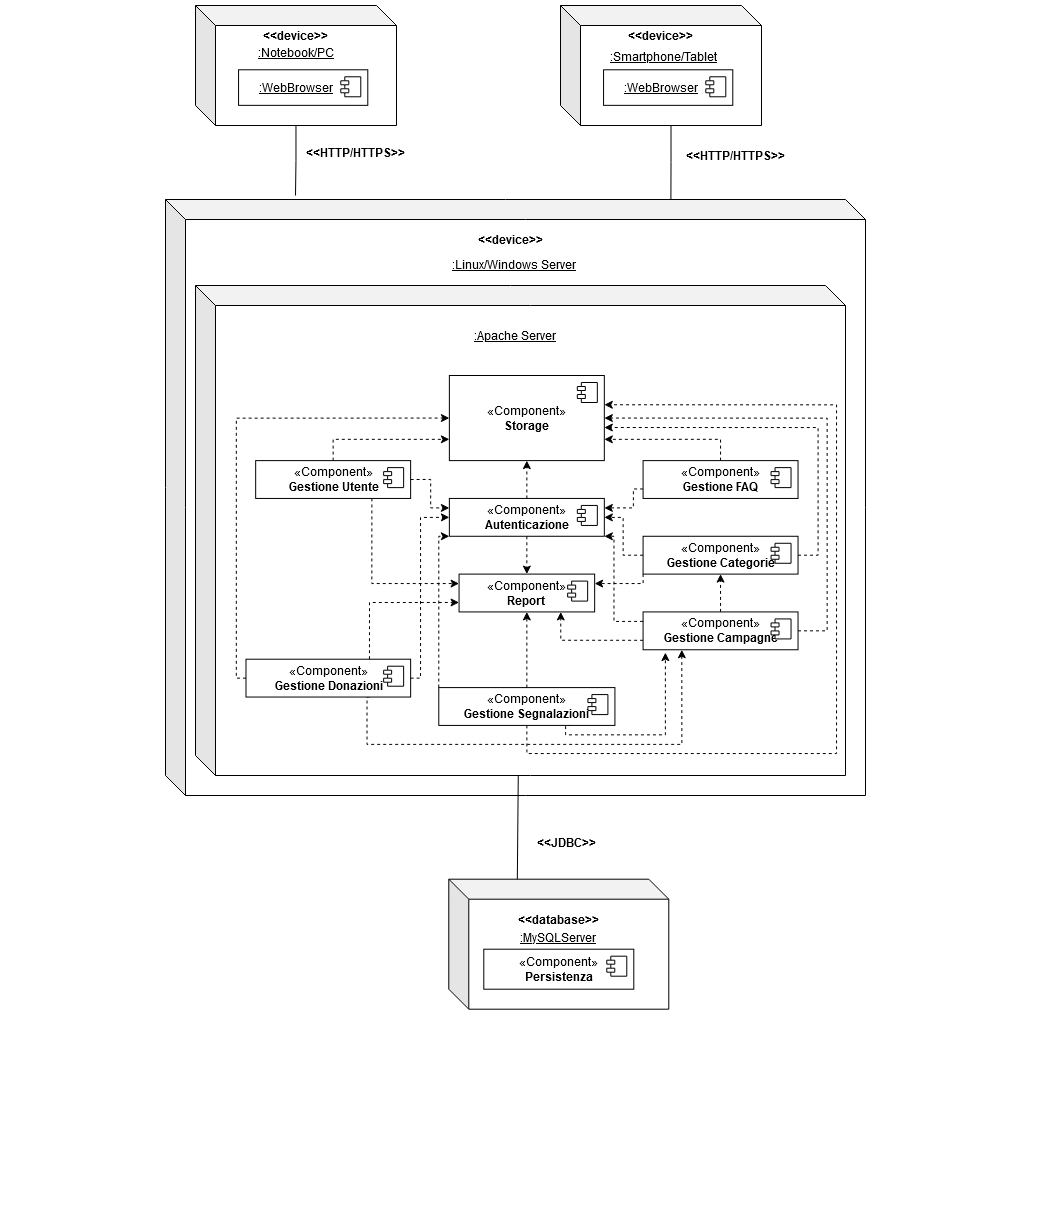 <<device>>
:Notebook/PC
:WebBrowser
<<device>>
:Smartphone/Tablet
:WebBrowser
<<HTTP/HTTPS>>
<<HTTP/HTTPS>>
<<device>>
:Linux/Windows Server
:Apache Server
«Component»
Storage
«Component»
Gestione Utente
«Component»
Gestione FAQ
«Component»
Autenticazione
«Component»
Gestione Categorie
«Component»
Report
«Component»
Gestione Campagne
«Component»
Gestione Donazioni
«Component»
Gestione Segnalazioni
<<JDBC>>
<<database>>
:MySQLServer
«Component»
Persistenza